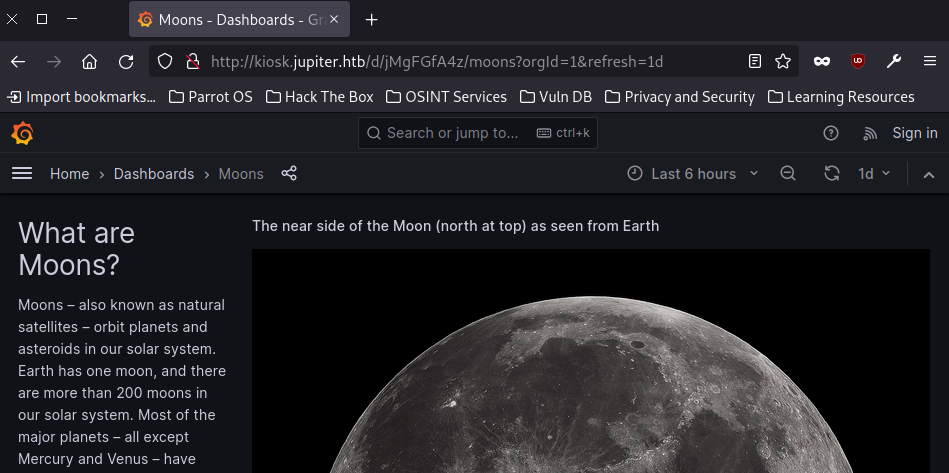 Moons - Dashboards - Gr
http://kiosk.jupiter.htb/d/jMgFGfA4z/moons?orgId=1&refresh=1d
Import bookmarks... Parrot OS Hack The Box OSINT Services Vuln DB Privacy and Security Learning Resources
Search or jump to... ctrl+k Sign in
Home › Dashboards › Moons Last 6 hours 1d
What are
Moons?
Moons – also known as natural
satellites – orbit planets and
asteroids in our solar system.
Earth has one moon, and there
are more than 200 moons in
our solar system. Most of the
major planets – all except
Mercury and Venus – have
The near side of the Moon (north at top) as seen from Earth